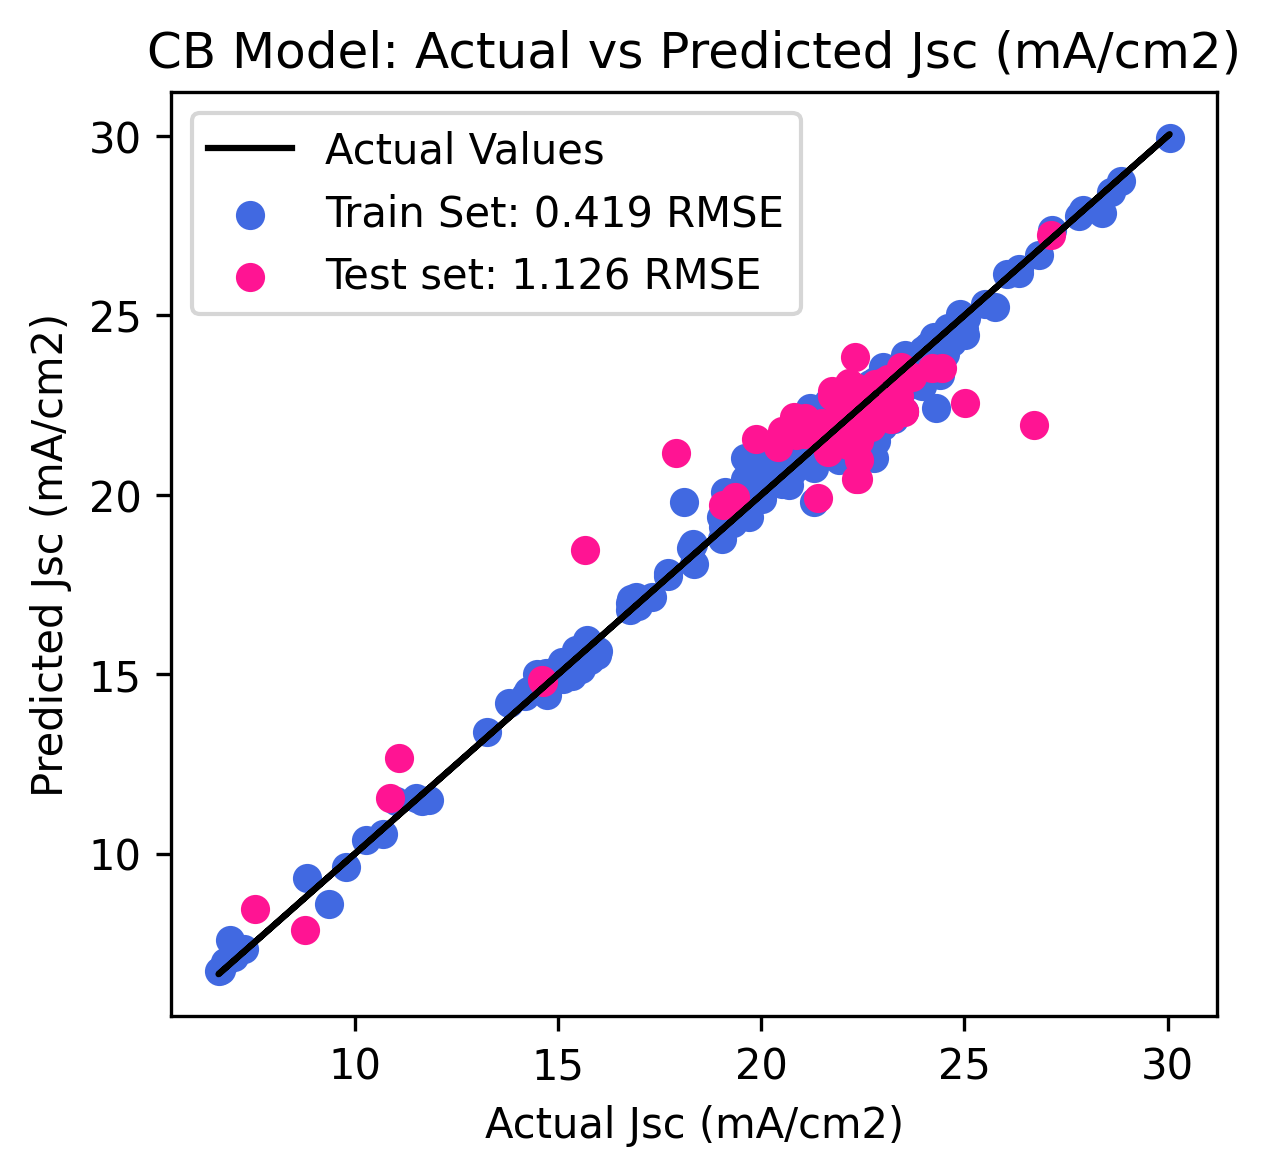 CB Model: Actual vs Predicted Jsc (mA/cm2)
Actual Values
Train Set: 0.419 RMSE
Test set: 1.126 RMSE
Predicted Jsc (mA/cm2)
30
25
20
15
10
10 15 20 25 30
Actual Jsc (mA/cm2)